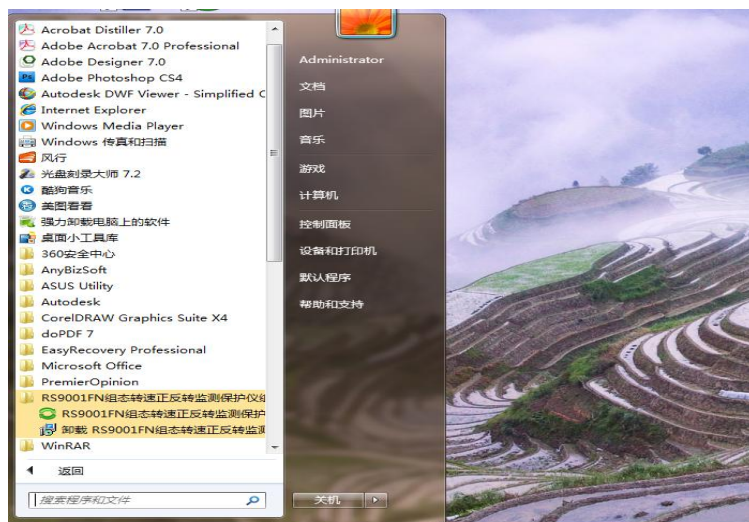 Acrobat Distiller 7.0
Adobe Acrobat 7.0 Professional
Adobe Designer 7.0
Adobe Photoshop CS4
Autodesk DWF Viewer - Simplified C
Internet Explorer
Windows Media Player
Windows 传真和扫描
风行
光盘刻录大师 7.2
酷狗音乐
美图看看
强力卸载电脑上的软件
桌面小工具库
360安全中心
AnyBizSoft
ASUS Utility
Autodesk
CorelDRAW Graphics Suite X4
doPDF 7
EasyRecovery Professional
Microsoft Office
PremierOpinion
RS9001FN组态转速正反转监测保护仪组
RS9001FN组态转速正反转监测保护
卸载 RS9001FN组态转速正反转监测
WinRAR
返回
搜索程序和文件
Administrator
文档
图片
音乐
游戏
计算机
控制面板
设备和打印机
默认程序
帮助和支持
关机